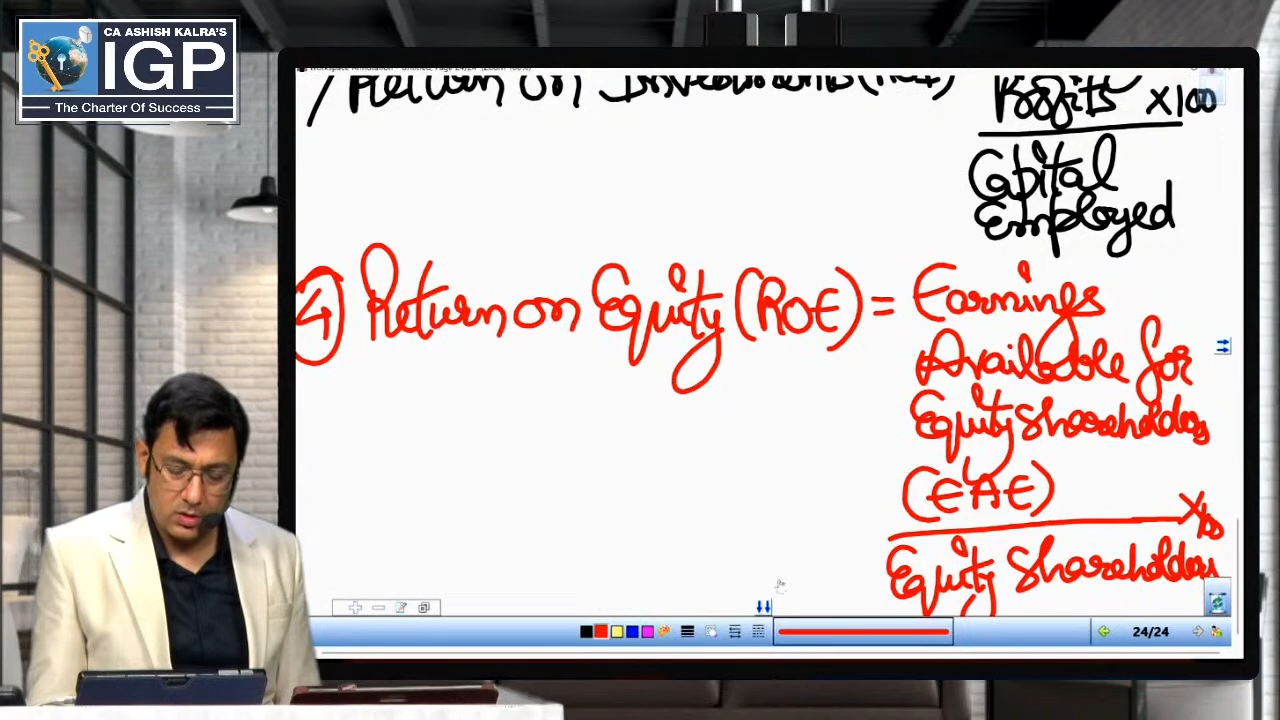 CA ASHISH KALRA'S
IGP
The Charter Of Success
Return on Investments (ROI)
Profits X100
Capital
Employed
4) Return on Equity (ROE) = Earnings
Available for
Equity Shareholders
(EAE)
Equity Shareholders
24/24